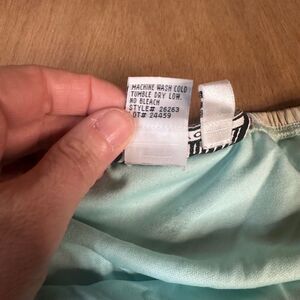 MACHINE WASH COLD
TUMBLE DRY LOW.
NO BLEACH
STYLE# 26263
LOT# 24459